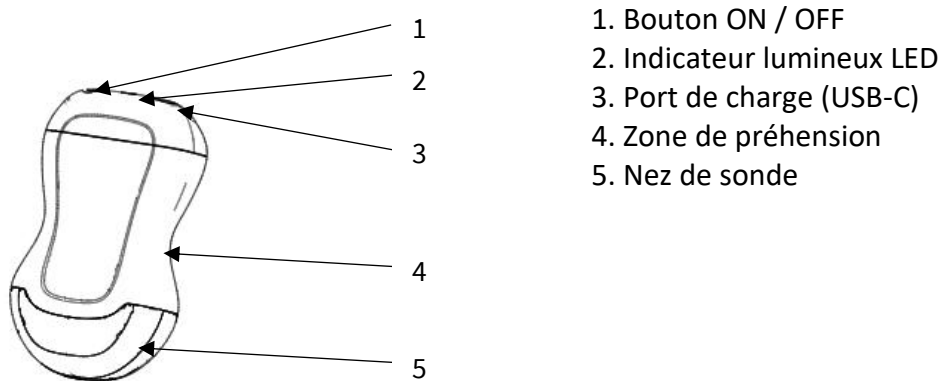 1
2
3
4
5
1. Bouton ON / OFF
2. Indicateur lumineux LED
3. Port de charge (USB-C)
4. Zone de préhension
5. Nez de sonde